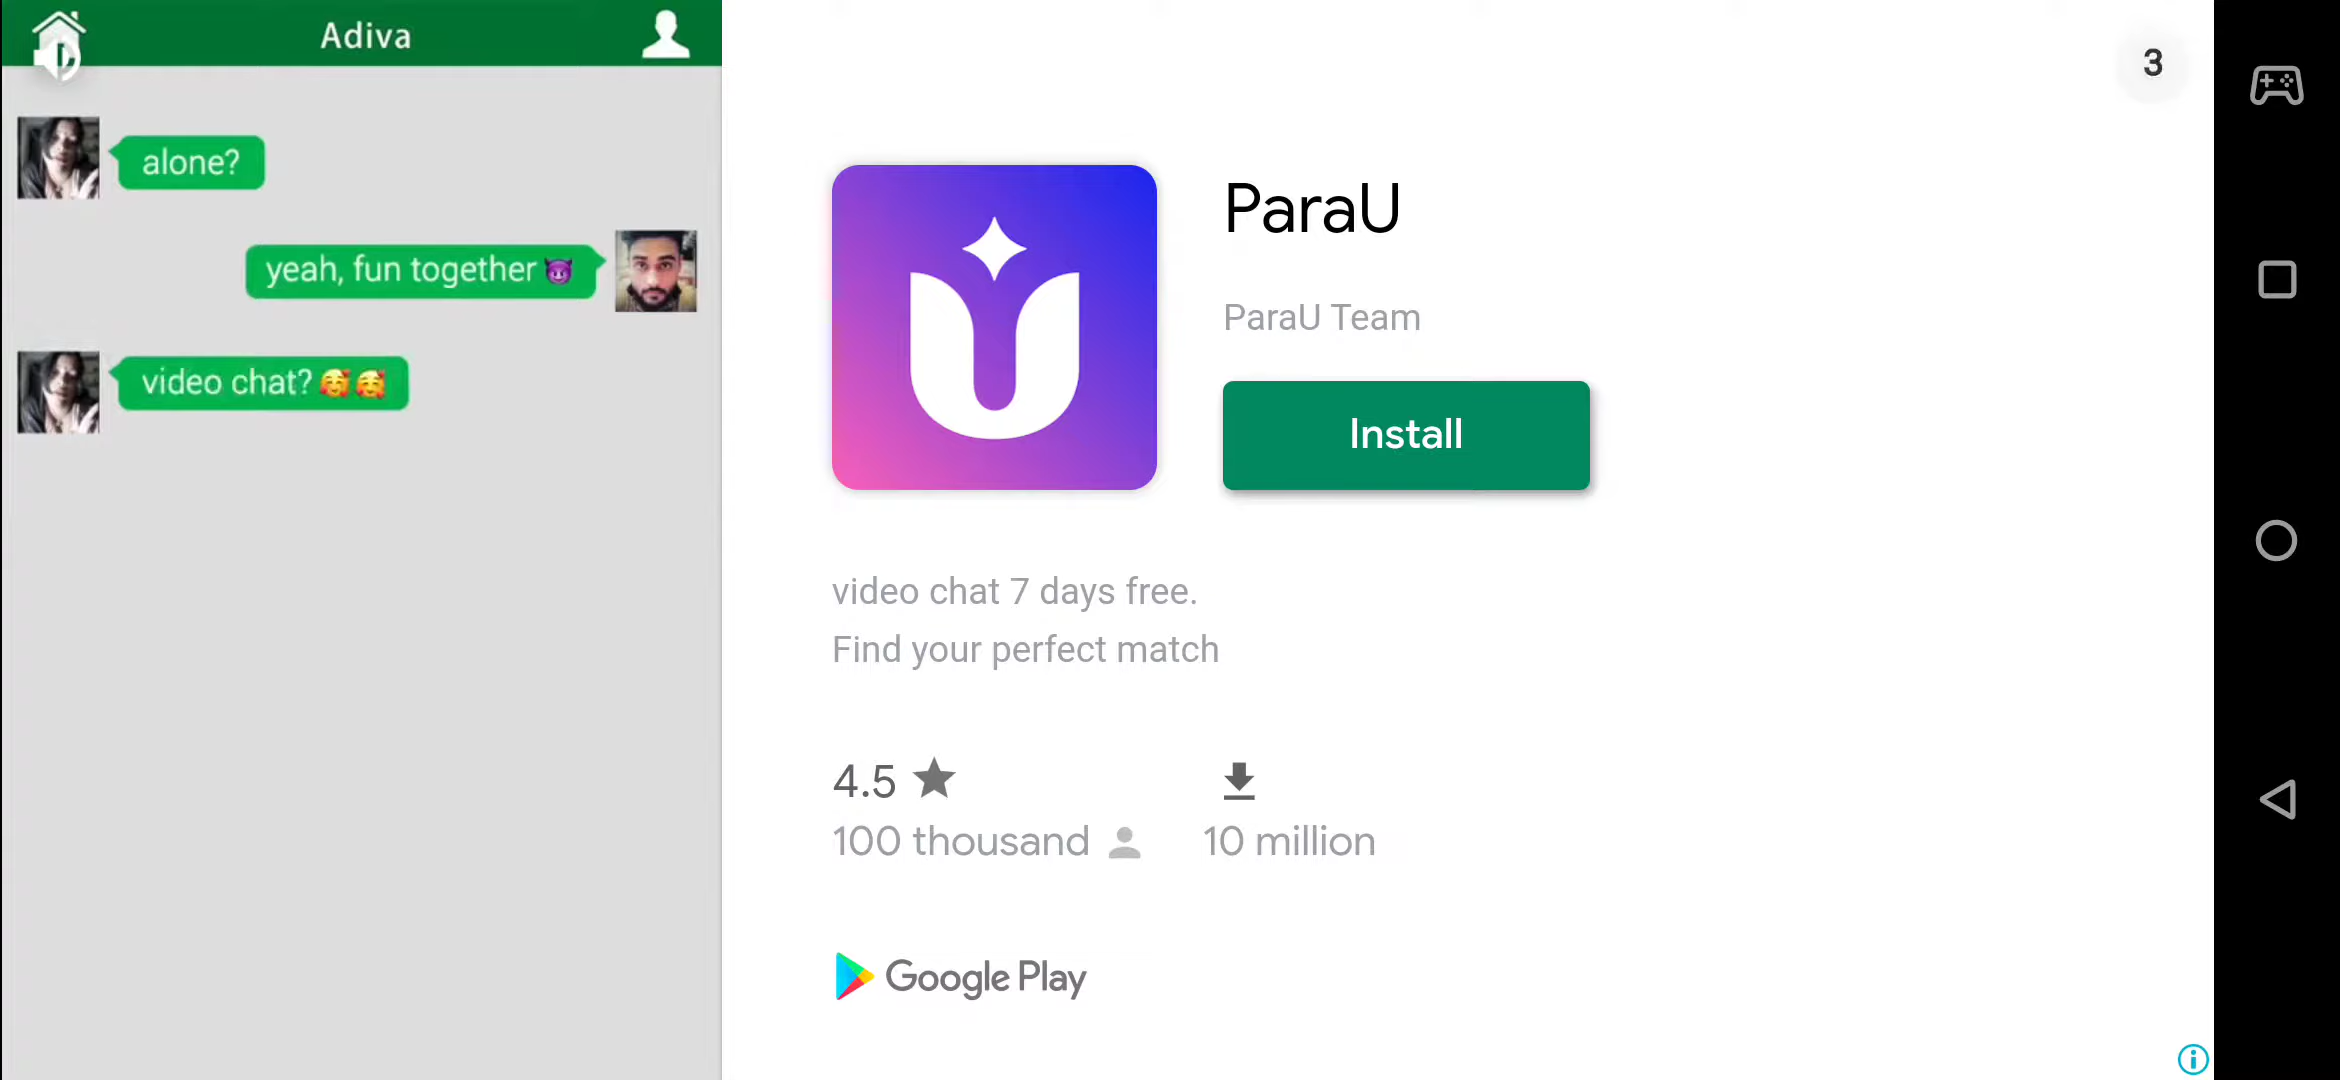 Adiva
alone?
yeah, fun together 😈
video chat? 🥰🥰
3
ParaU
ParaU Team
Install
video chat 7 days free.
Find your perfect match
4.5 ★
100 thousand
10 million
Google Play